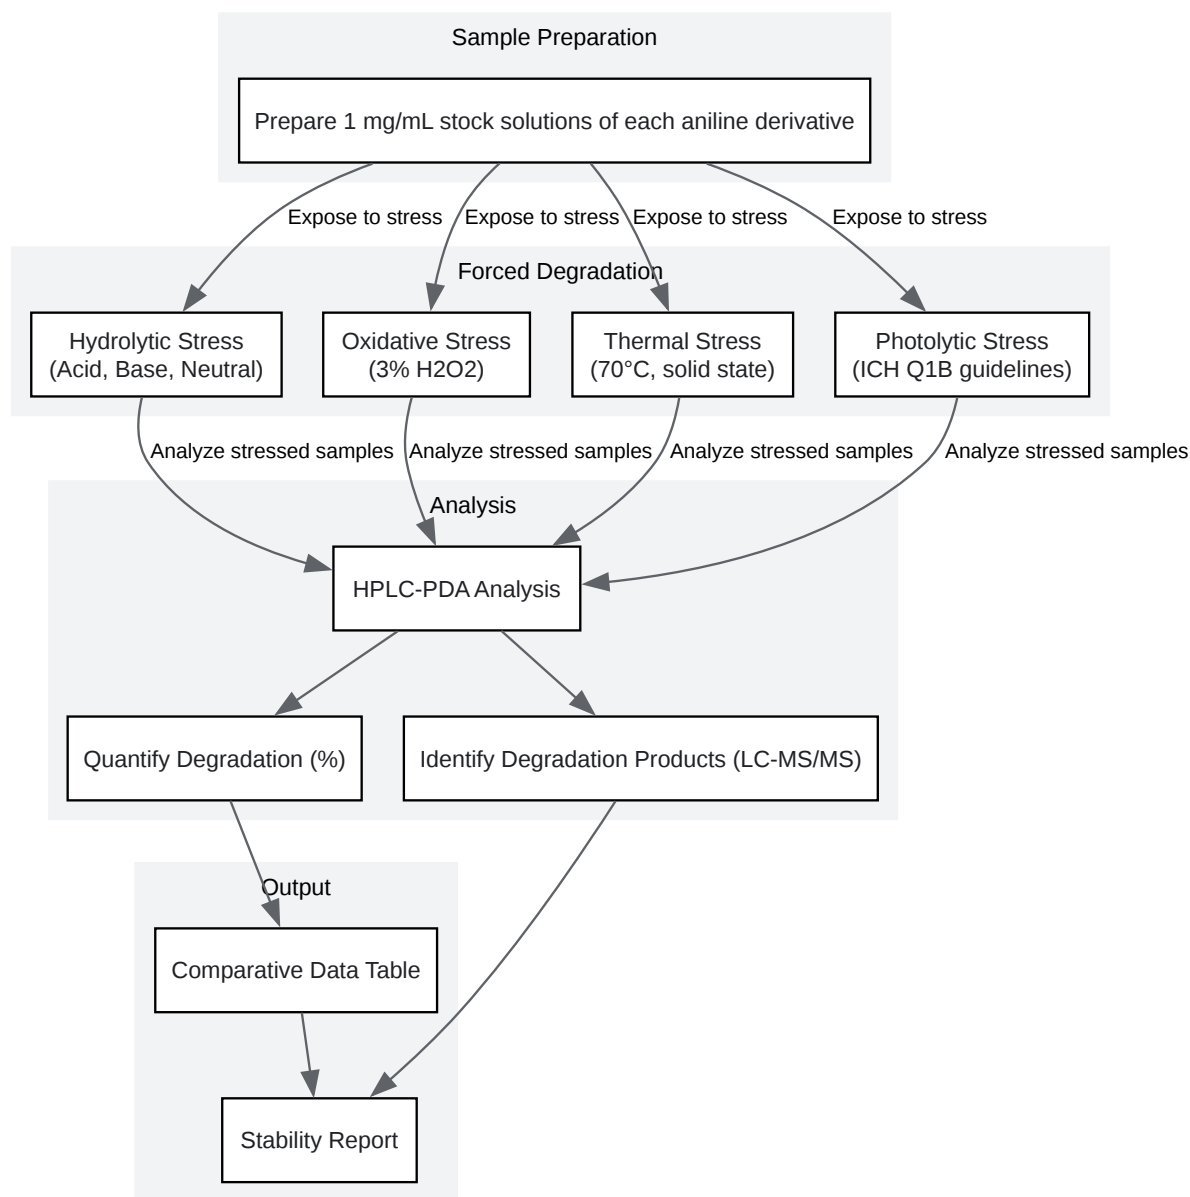 Sample Preparation
Prepare 1 mg/mL stock solutions of each aniline derivative
Expose to stress
Expose to stress
Expose to stress
Expose to stress
Forced Degradation
Hydrolytic Stress
(Acid, Base, Neutral)
Oxidative Stress
(3% H2O2)
Thermal Stress
(70°C, solid state)
Photolytic Stress
(ICH Q1B guidelines)
Analyze stressed samples
Analyze stressed samples
Analyze stressed samples
Analyze stressed samples
Analysis
HPLC-PDA Analysis
Quantify Degradation (%)
Identify Degradation Products (LC-MS/MS)
Output
Comparative Data Table
Stability Report